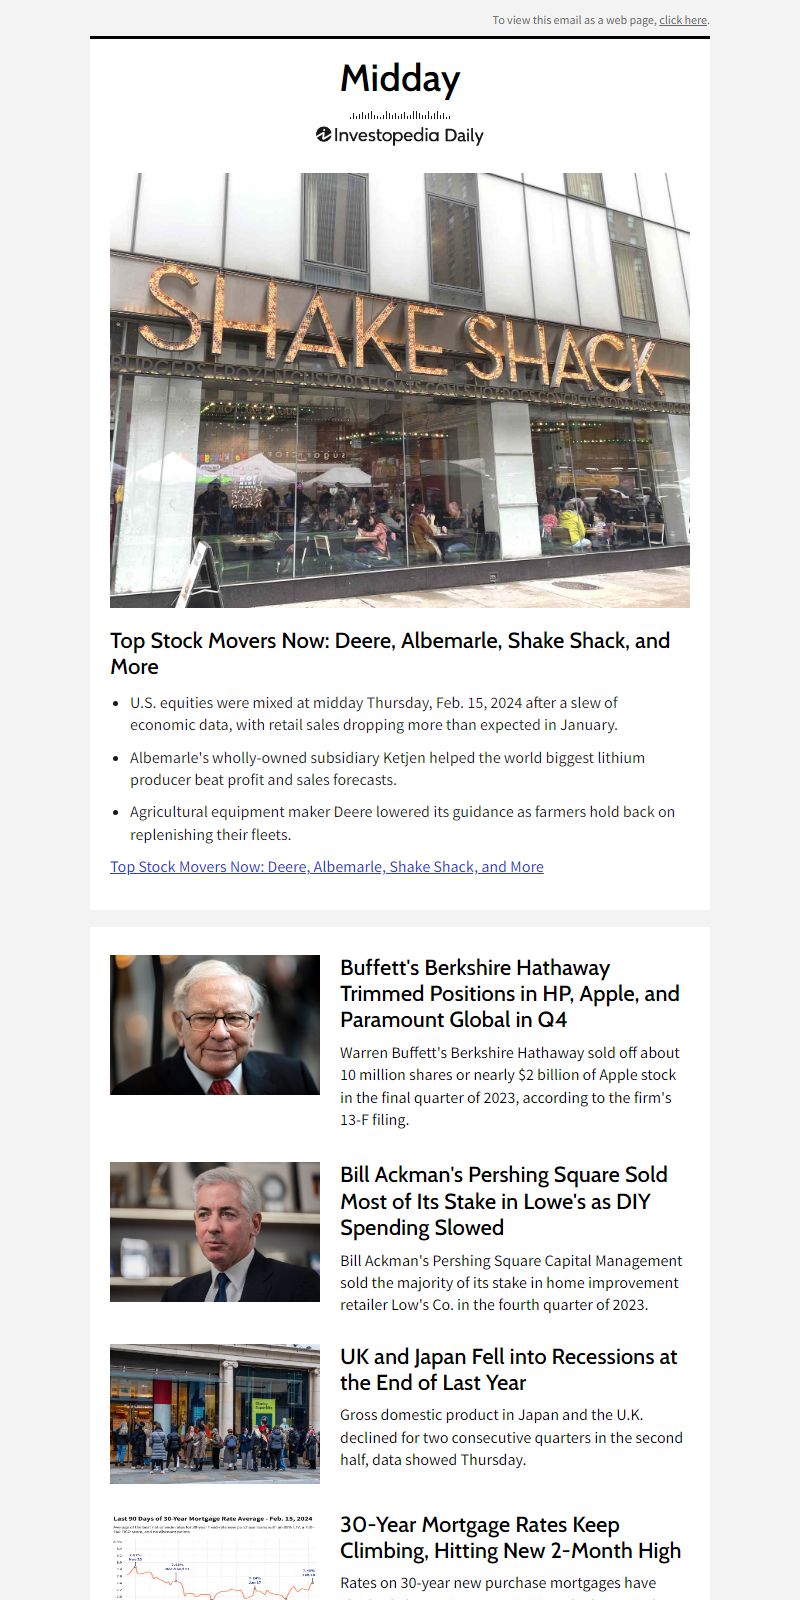 To view this email as a web page, click here.
Midday
Investopedia Daily
SHAKE SHACK
Top Stock Movers Now: Deere, Albemarle, Shake Shack, and
More
• U.S. equities were mixed at midday Thursday, Feb. 15, 2024 after a slew of
economic data, with retail sales dropping more than expected in January.
• Albemarle's wholly-owned subsidiary Ketjen helped the world biggest lithium
producer beat profit and sales forecasts.
• Agricultural equipment maker Deere lowered its guidance as farmers hold back on
replenishing their fleets.
Top Stock Movers Now: Deere, Albemarle, Shake Shack, and More
Buffett's Berkshire Hathaway
Trimmed Positions in HP, Apple, and
Paramount Global in Q4
Warren Buffett's Berkshire Hathaway sold off about
10 million shares or nearly $2 billion of Apple stock
in the final quarter of 2023, according to the firm's
13-F filing.
Bill Ackman's Pershing Square Sold
Most of Its Stake in Lowe's as DIY
Spending Slowed
Bill Ackman's Pershing Square Capital Management
sold the majority of its stake in home improvement
retailer Low's Co. in the fourth quarter of 2023.
UK and Japan Fell into Recessions at
the End of Last Year
Gross domestic product in Japan and the U.K.
declined for two consecutive quarters in the second
half, data showed Thursday.
Last 90 Days of 30-Year Mortgage Rate Average - Feb. 15, 2024
30-Year Mortgage Rates Keep
Climbing, Hitting New 2-Month High
Rates on 30-year new purchase mortgages have